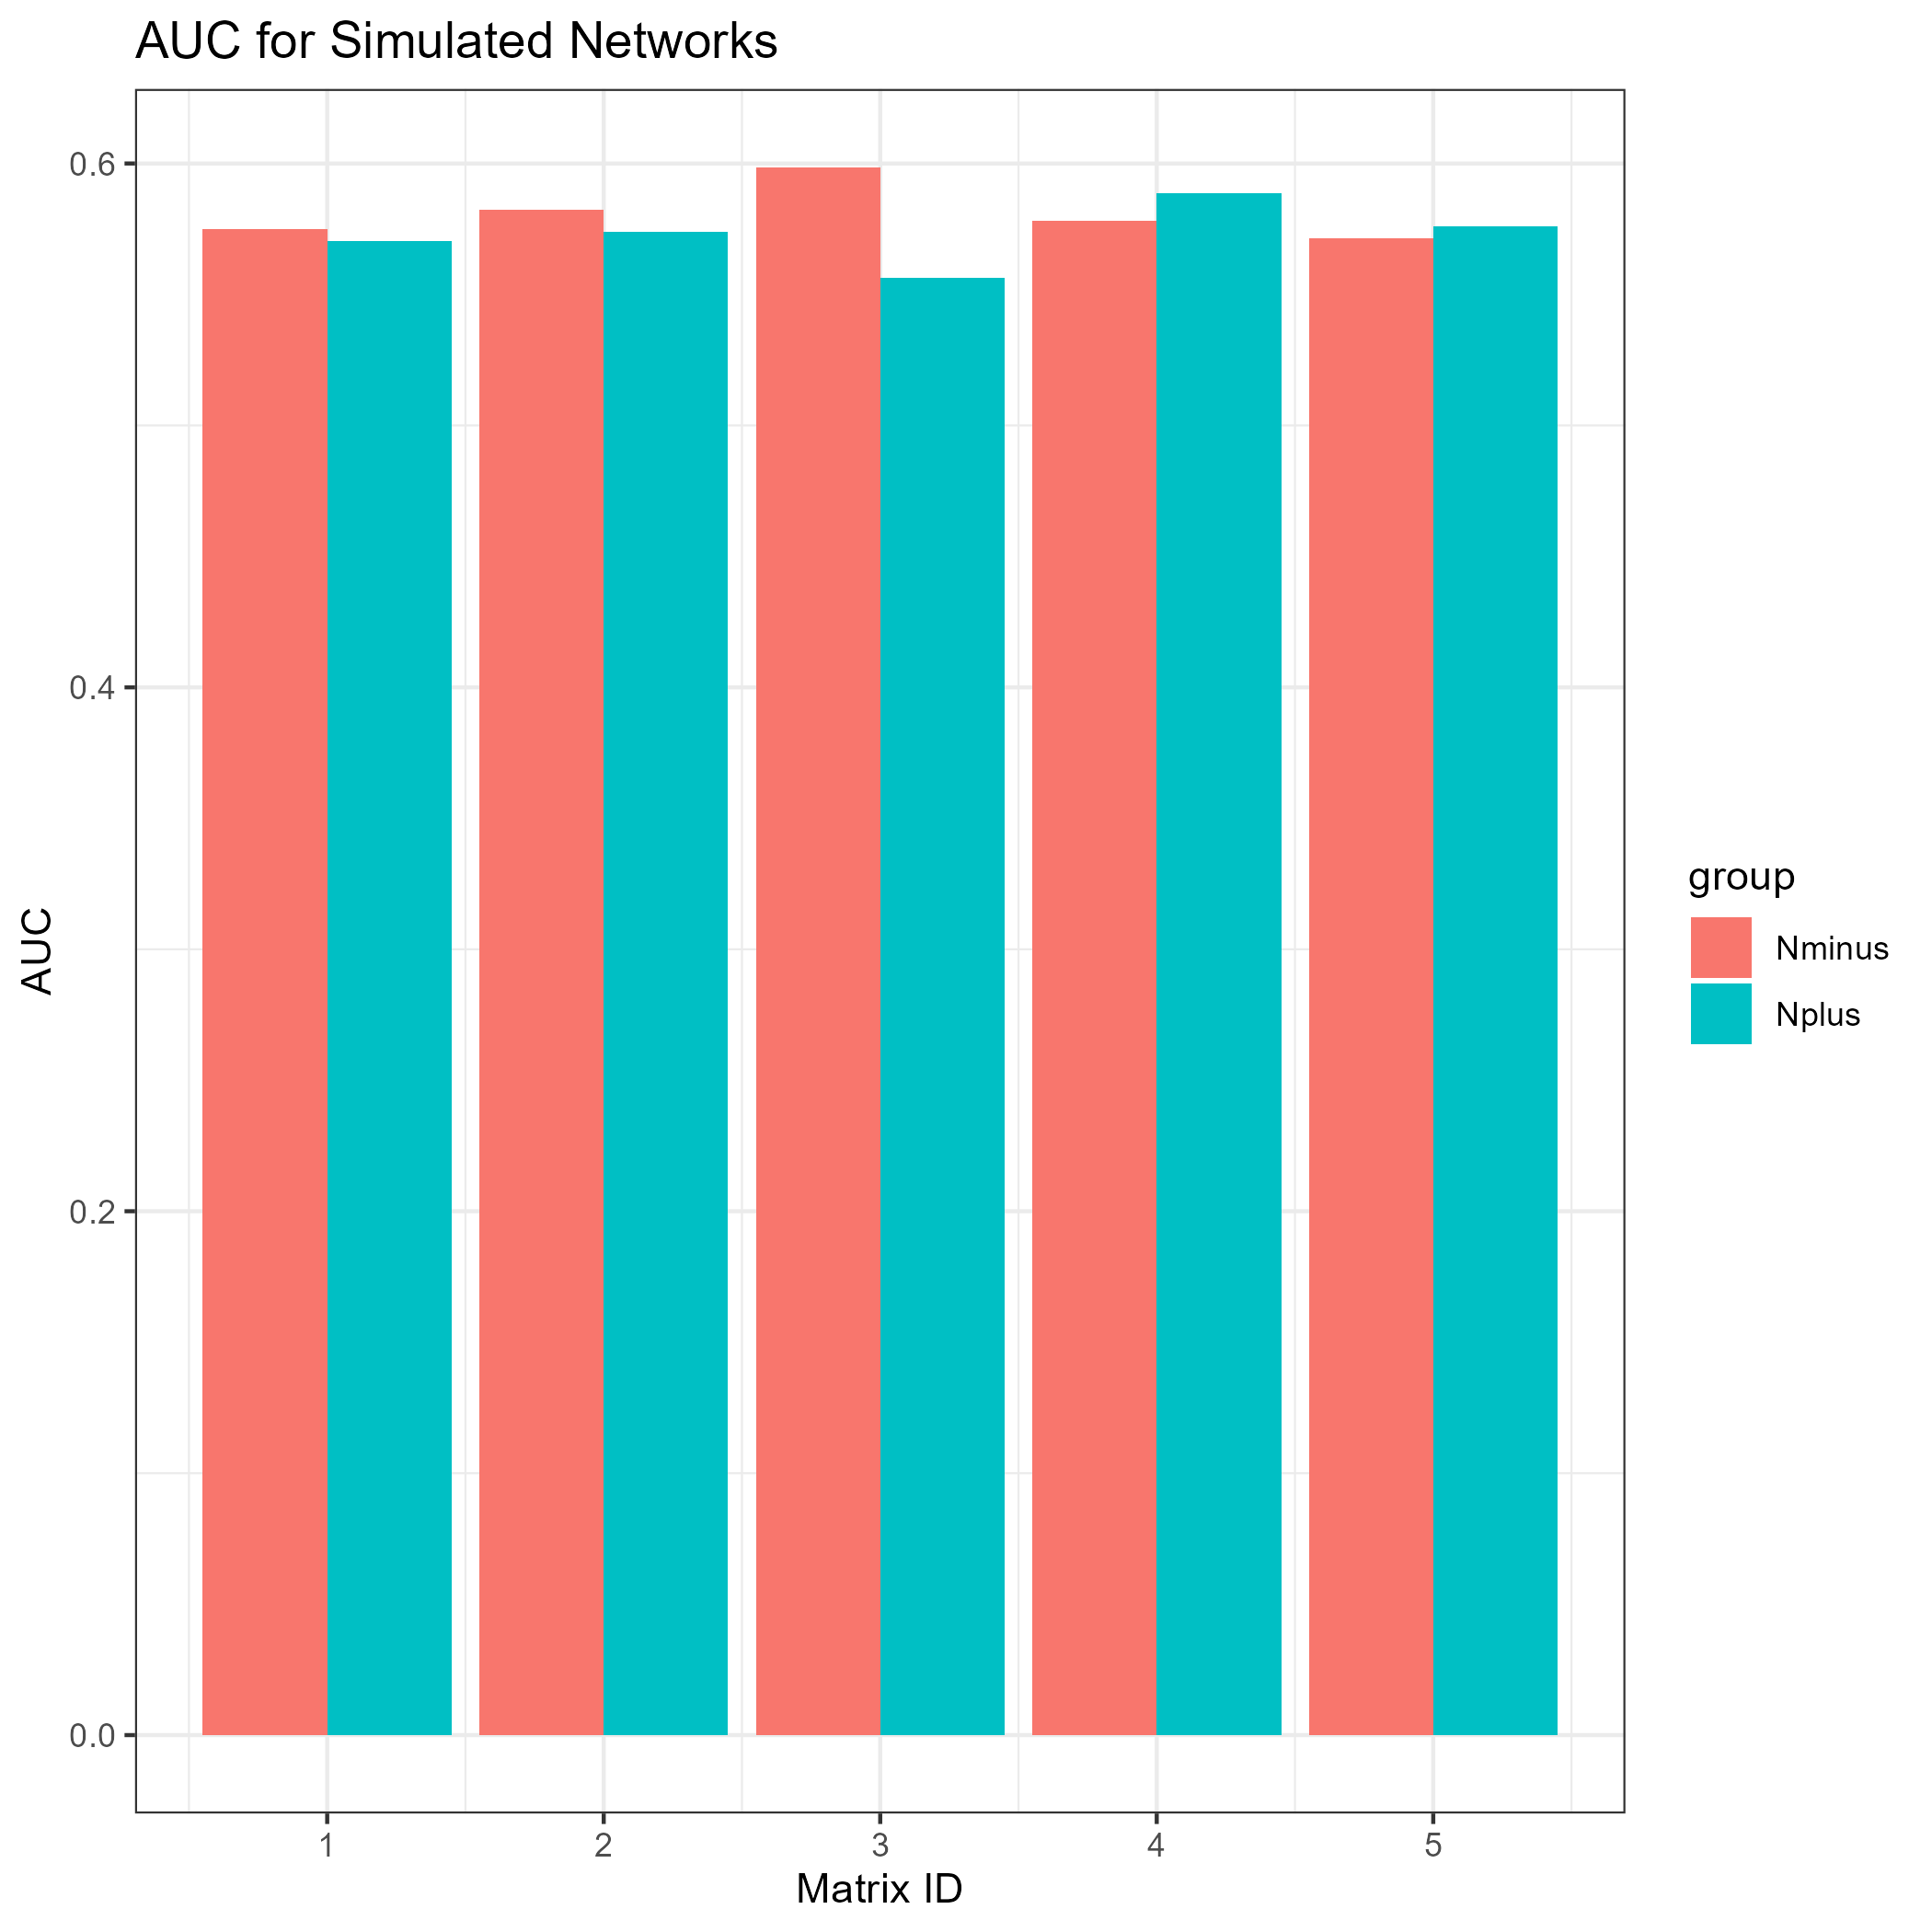 AUC for Simulated Networks
0.6
0.4
0.2
0.0
AUC
1 2 3 4 5
Matrix ID
group
Nminus
Nplus